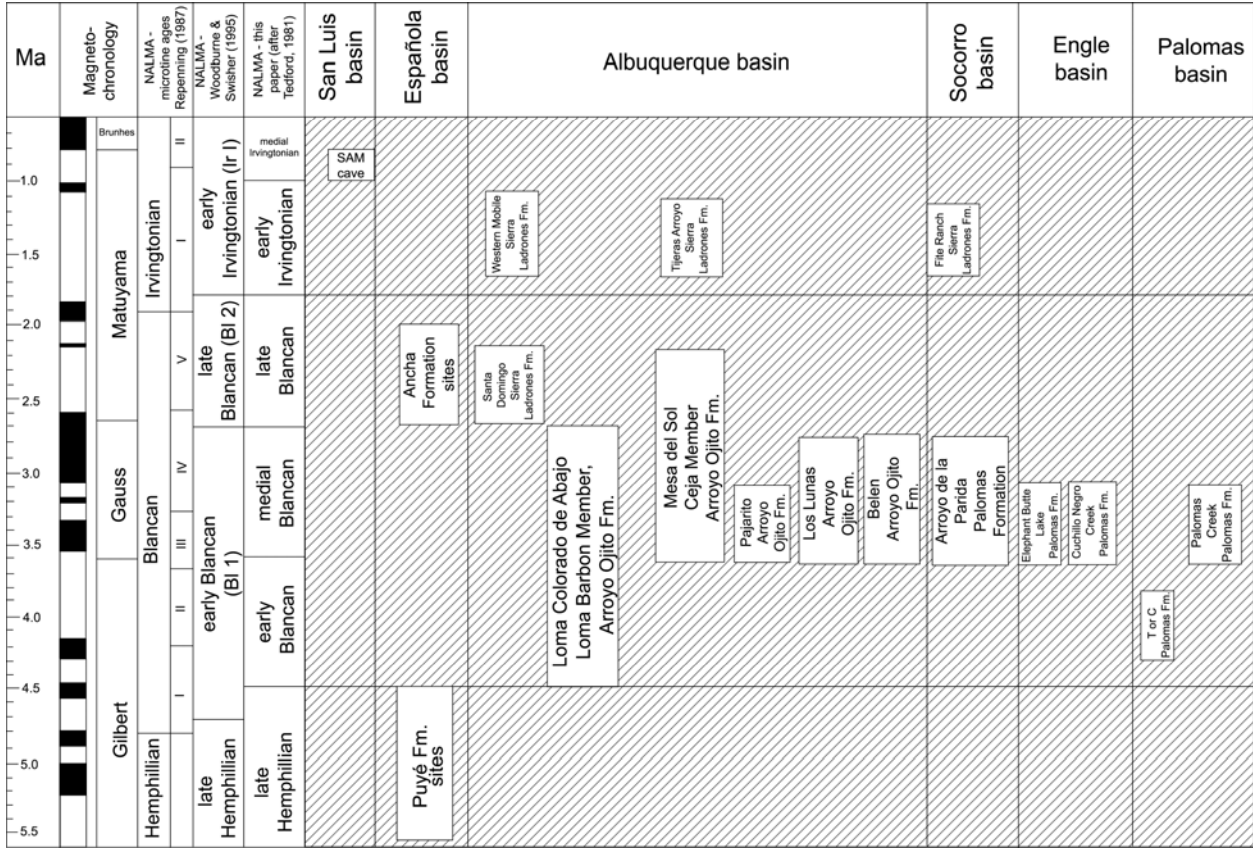 Ma
Magneto-
chronology
NALMA -
microtine ages
Repenning (1987)
NALMA -
Woodburne &
Swisher (1995)
NALMA - this
paper (after
Tedford, 1981)
San Luis
basin
Española
basin
Albuquerque basin
Socorro
basin
Engle
basin
Palomas
basin
1.0
1.5
2.0
2.5
3.0
3.5
4.0
4.5
5.0
5.5
Brunhes
Matuyama
Gauss
Gilbert
Irvingtonian
Blancan
Hemphillian
II
I
V
IV
III
II
I
early
Irvingtonian (Ir I)
late
Blancan (Bl 2)
early Blancan
(Bl 1)
late
Hemphillian
medial
Irvingtonian
early
Irvingtonian
late
Blancan
medial
Blancan
early
Blancan
late
Hemphillian
SAM
cave
Ancha
Formation
sites
Puyé Fm.
sites
Western Mobile
Sierra
Ladrones Fm.
Santa
Domingo
Sierra
Ladrones Fm.
Loma Colorado de Abajo
Loma Barbon Member,
Arroyo Ojito Fm.
Tijeras Arroyo
Sierra
Ladrones Fm.
Mesa del Sol
Ceja Member
Arroyo Ojito Fm.
Pajarito
Arroyo
Ojito Fm.
Los Lunas
Arroyo
Ojito Fm.
Belen
Arroyo Ojito
Fm.
Fite Ranch
Sierra
Ladrones Fm.
Arroyo de la
Parida
Palomas
Formation
Elephant Butte
Lake
Palomas Fm.
Cuchillo Negro
Creek
Palomas Fm.
T or C
Palomas Fm.
Palomas
Creek
Palomas Fm.